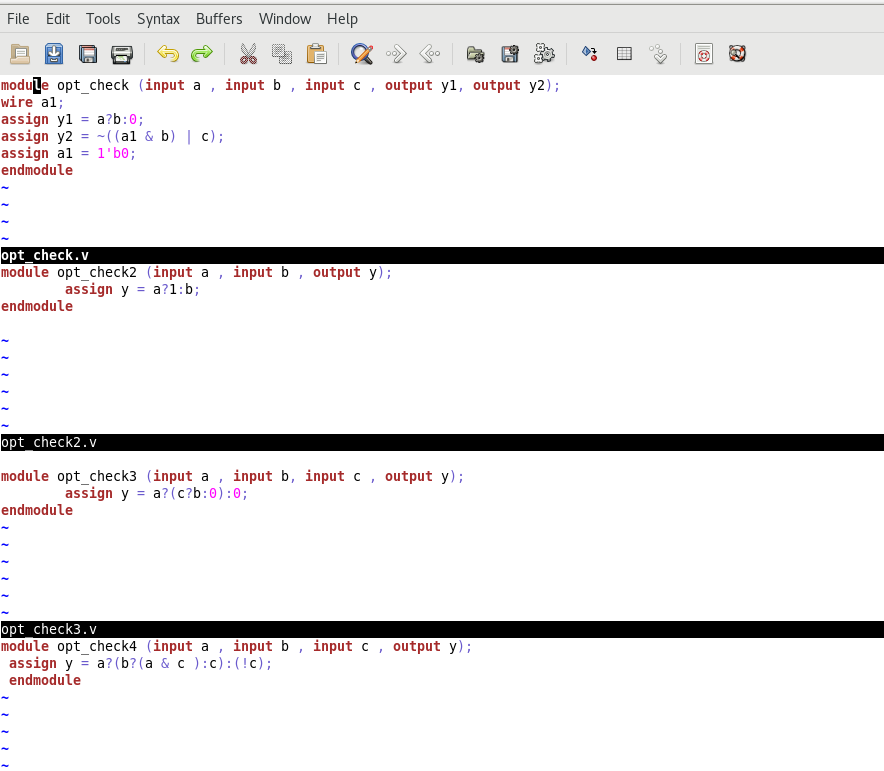 File Edit Tools Syntax Buffers Window Help
module opt_check (input a , input b , input c , output y1, output y2);
wire a1;
assign y1 = a?b:0;
assign y2 = ~((a1 & b) | c);
assign a1 = 1'b0;
endmodule
~
~
~
~
opt_check.v
module opt_check2 (input a , input b , output y);
        assign y = a?1:b;
endmodule
~
~
~
~
~
~
opt_check2.v
module opt_check3 (input a , input b, input c , output y);
        assign y = a?(c?b:0):0;
endmodule
~
~
~
~
~
~
opt_check3.v
module opt_check4 (input a , input b , input c , output y);
 assign y = a?(b?(a & c ):c):(!c);
 endmodule
~
~
~
~
~